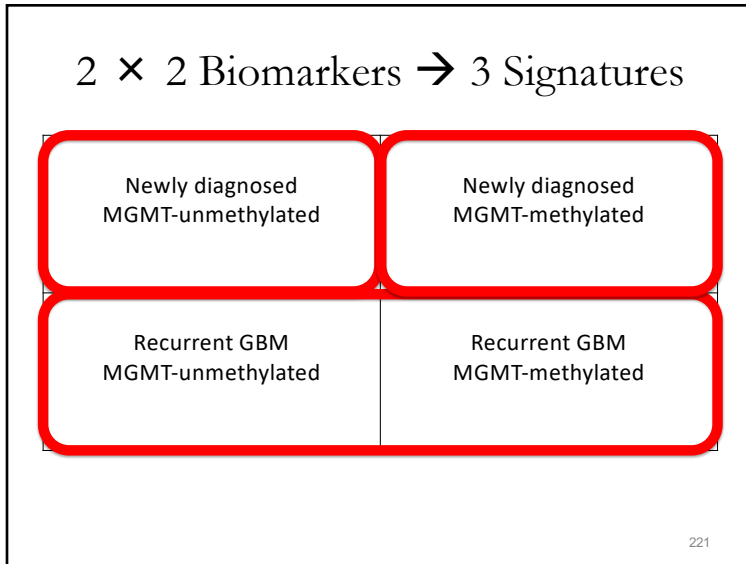 2 × 2 Biomarkers → 3 Signatures
Newly diagnosed
MGMT-unmethylated
Newly diagnosed
MGMT-methylated
Recurrent GBM
MGMT-unmethylated
Recurrent GBM
MGMT-methylated
221